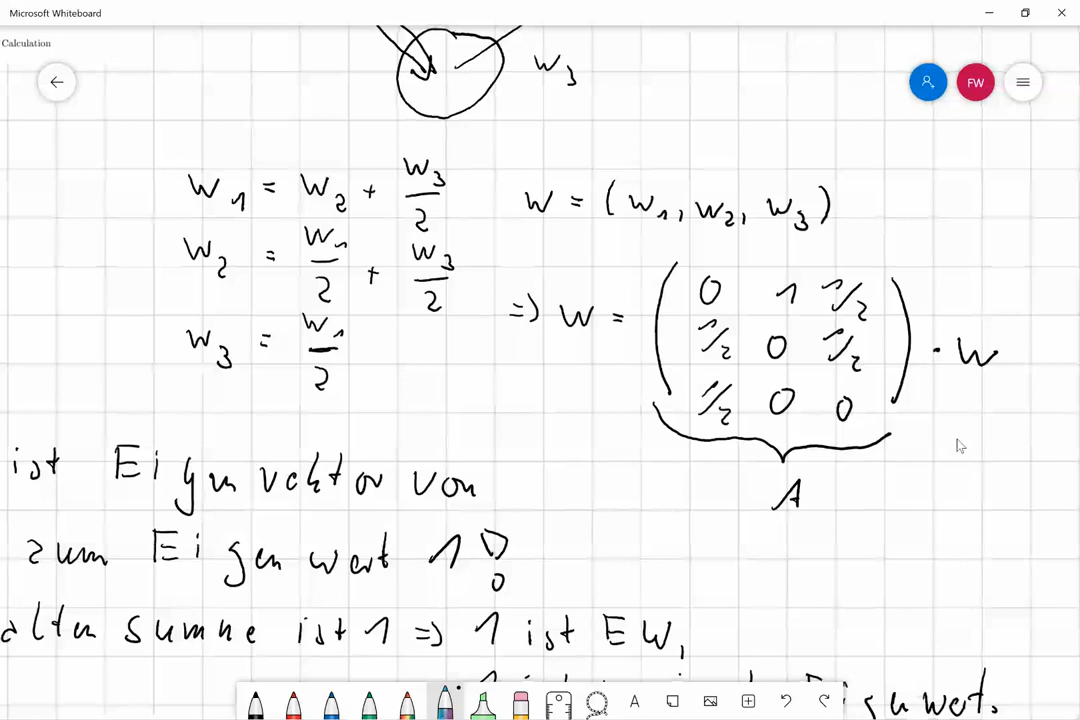 Microsoft Whiteboard
Calculation
FW
w₃
w₁ = w₂ + w₃/2
w₂ = w₁/2 + w₃/2
w₃ = w₁/2
w = (w₁, w₂, w₃)
=> w = ( 0 1 1/2
1/2 0 1/2
1/2 0 0 ) · w
A
ist Eigenvektor von
zum Eigenwert 1 !
alten summe ist 1 => 1 ist EW,
A